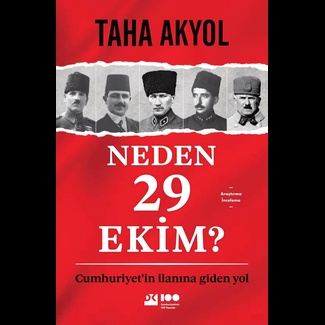 TAHA AKYOL
NEDEN
29
EKİM?
Araştırma
İnceleme
Cumhuriyet'in ilanına giden yol
DK
100